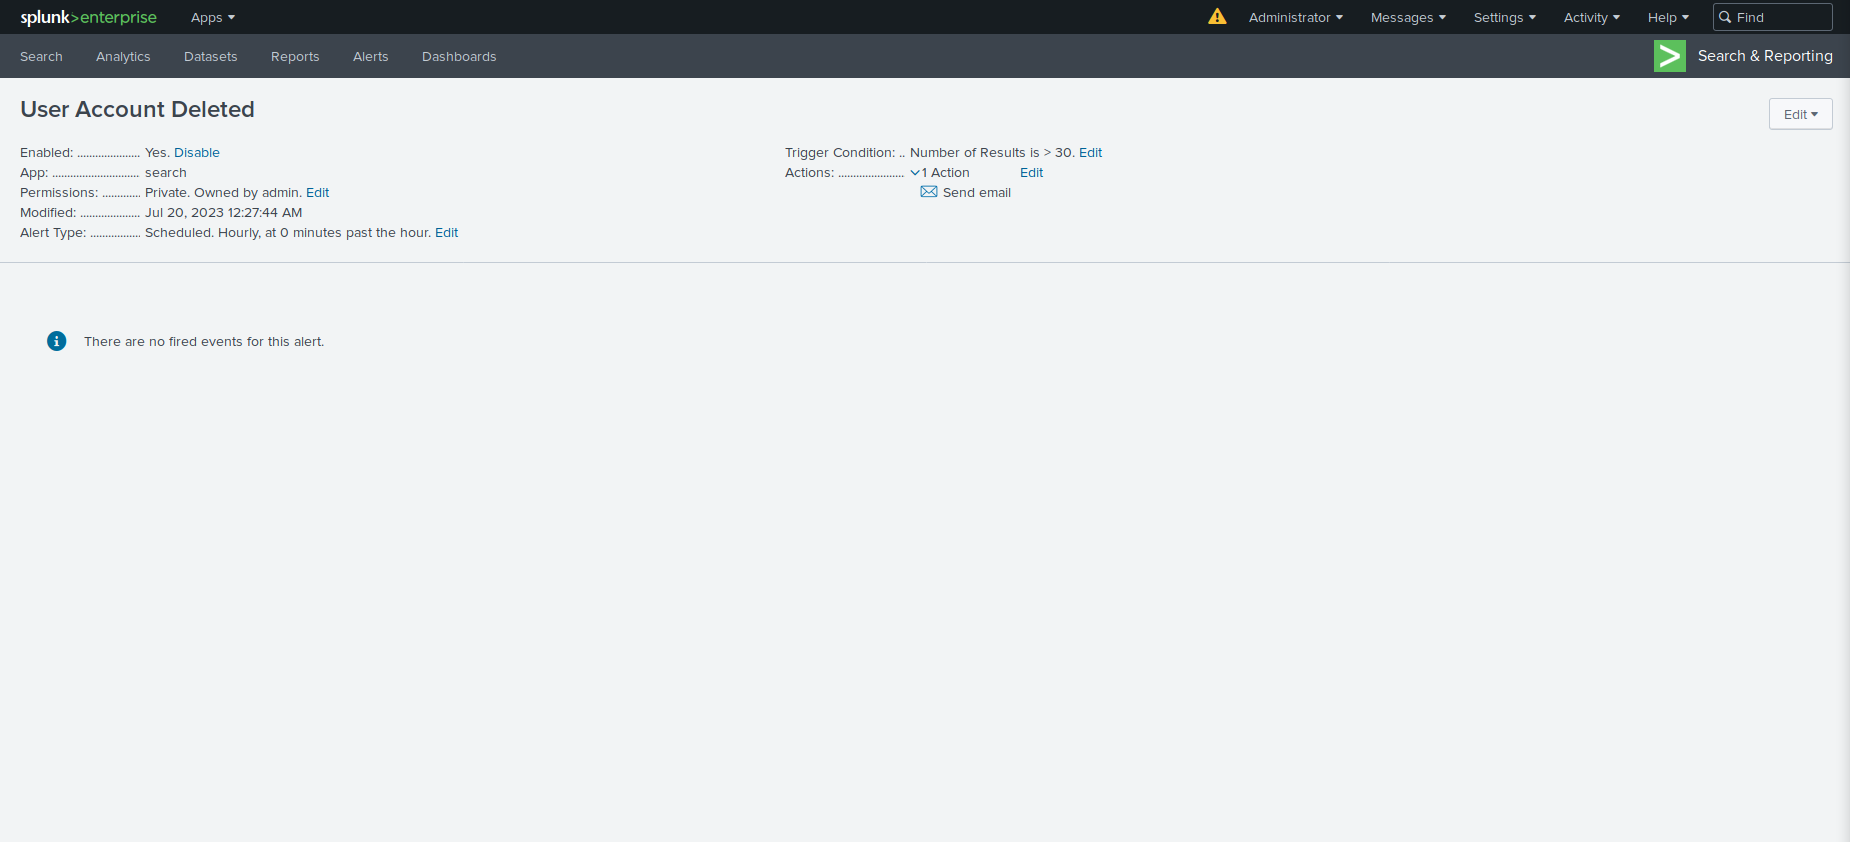 splunk>enterprise Apps Administrator Messages Settings Activity Help Find
Search Analytics Datasets Reports Alerts Dashboards Search & Reporting
User Account Deleted
Edit
Enabled: ..................... Yes. Disable
Trigger Condition: .. Number of Results is > 30. Edit
App: ............................. search
Actions: ...................... 1 Action Edit
Permissions: ............. Private. Owned by admin. Edit
Send email
Modified: .................... Jul 20, 2023 12:27:44 AM
Alert Type: ................. Scheduled. Hourly, at 0 minutes past the hour. Edit
There are no fired events for this alert.